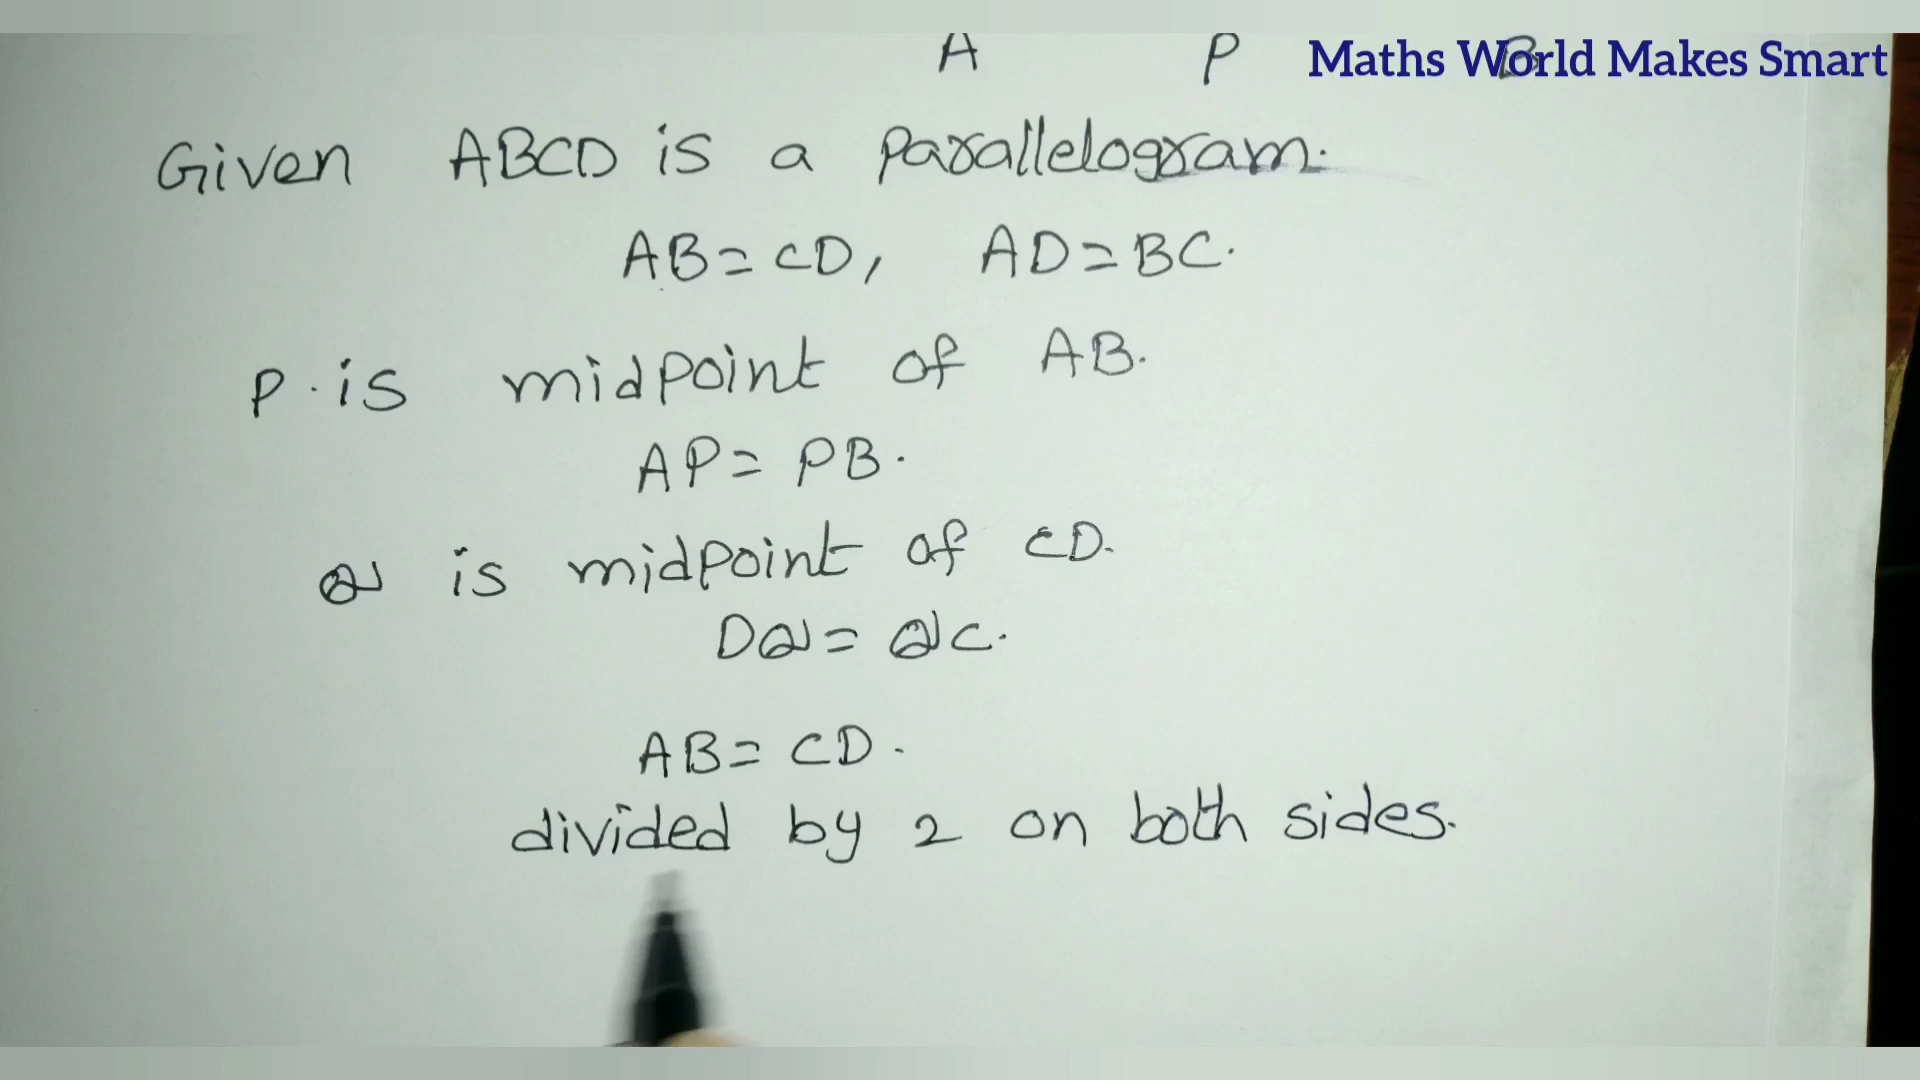 A P B
Maths World Makes Smart
Given ABCD is a parallelogram.
AB = CD, AD = BC.
P. is midpoint of AB.
AP = PB.
Q is midpoint of CD.
DQ = QC.
AB = CD.
divided by 2 on both sides.